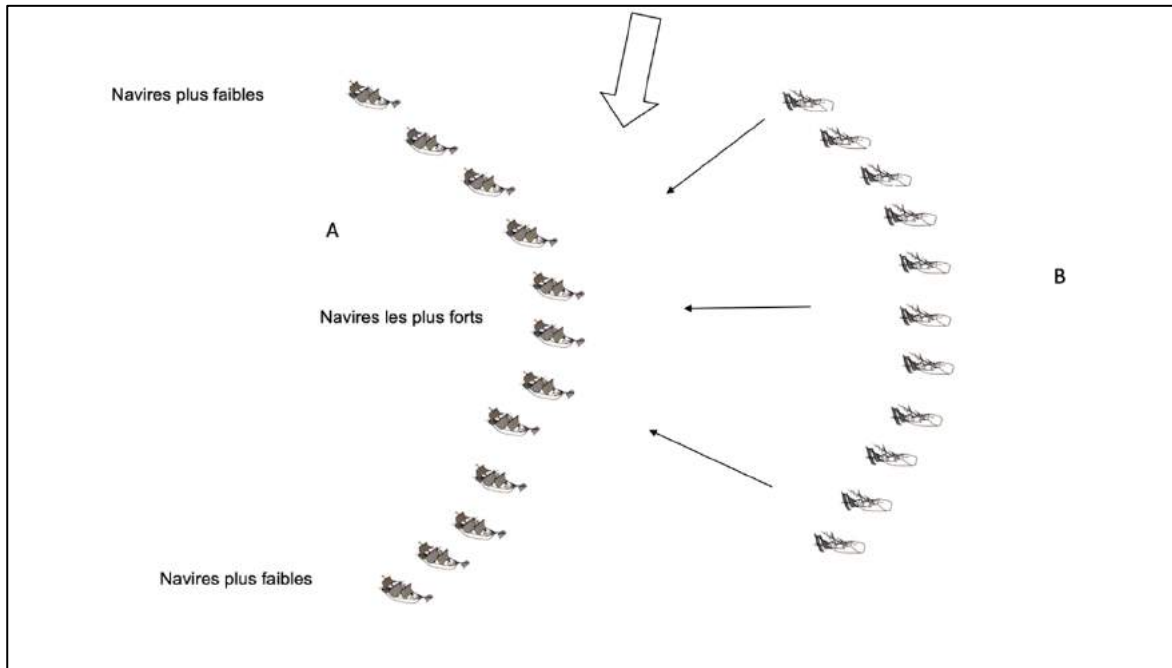 Navires plus faibles
A
B
Navires les plus forts
Navires plus faibles